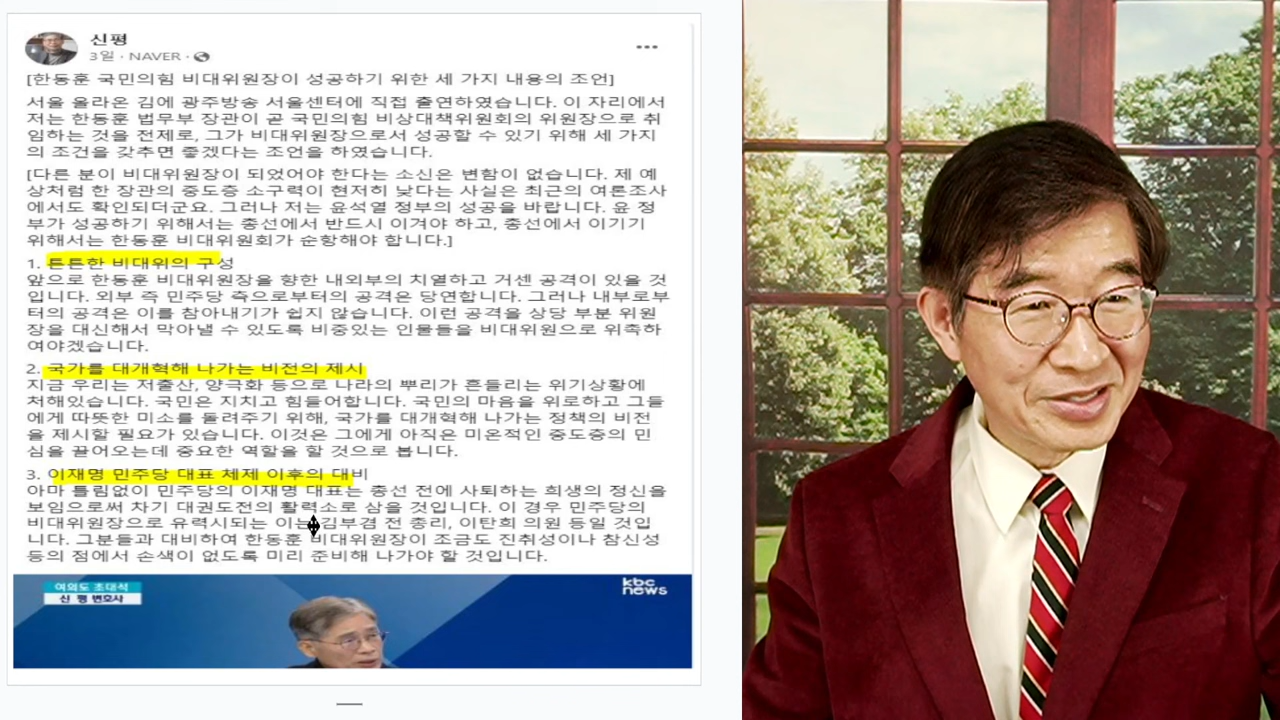 신평
3일 · NAVER ·
[한동훈 국민의힘 비대위원장이 성공하기 위한 세 가지 내용의 조언]
서울 올라온 김에 광주방송 서울센터에 직접 출연하였습니다. 이 자리에서
저는 한동훈 법무부 장관이 곧 국민의힘 비상대책위원회의 위원장으로 취
임하는 것을 전제로, 그가 비대위원장으로서 성공할 수 있기 위해 세 가지
의 조건을 갖추면 좋겠다는 조언을 하였습니다.
[다른 분이 비대위원장이 되었어야 한다는 소신은 변함이 없습니다. 제 예
상처럼 한 장관의 중도층 소구력이 현저히 낮다는 사실은 최근의 여론조사
에서도 확인되더군요. 그러나 저는 윤석열 정부의 성공을 바랍니다. 윤 정
부가 성공하기 위해서는 총선에서 반드시 이겨야 하고, 총선에서 이기기
위해서는 한동훈 비대위원회가 순항해야 합니다.]
1. 튼튼한 비대위의 구성
앞으로 한동훈 비대위원장을 향한 내외부의 치열하고 거센 공격이 있을 것
입니다. 외부 즉 민주당 측으로부터의 공격은 당연합니다. 그러나 내부로부
터의 공격은 이를 참아내기가 쉽지 않습니다. 이런 공격을 상당 부분 위원
장을 대신해서 막아낼 수 있도록 비중있는 인물들을 비대위원으로 위촉하
여야겠습니다.
2. 국가를 대개혁해 나가는 비전의 제시
지금 우리는 저출산, 양극화 등으로 나라의 뿌리가 흔들리는 위기상황에
처해있습니다. 국민은 지치고 힘들어합니다. 국민의 마음을 위로하고 그들
에게 따뜻한 미소를 돌려주기 위해, 국가를 대개혁해 나가는 정책의 비전
을 제시할 필요가 있습니다. 이것은 그에게 아직은 미온적인 중도층의 민
심을 끌어오는데 중요한 역할을 할 것으로 봅니다.
3. 이재명 민주당 대표 체제 이후의 대비
아마 틀림없이 민주당의 이재명 대표는 총선 전에 사퇴하는 희생의 정신을
보임으로써 차기 대권도전의 활력소로 삼을 것입니다. 이 경우 민주당의
비대위원장으로 유력시되는 이는 김부겸 전 총리, 이탄희 의원 등일 것입
니다. 그분들과 대비하여 한동훈 비대위원장이 조금도 진취성이나 참신성
등의 점에서 손색이 없도록 미리 준비해 나가야 할 것입니다.
여의도 초대석
신 평 변호사
kbc
news